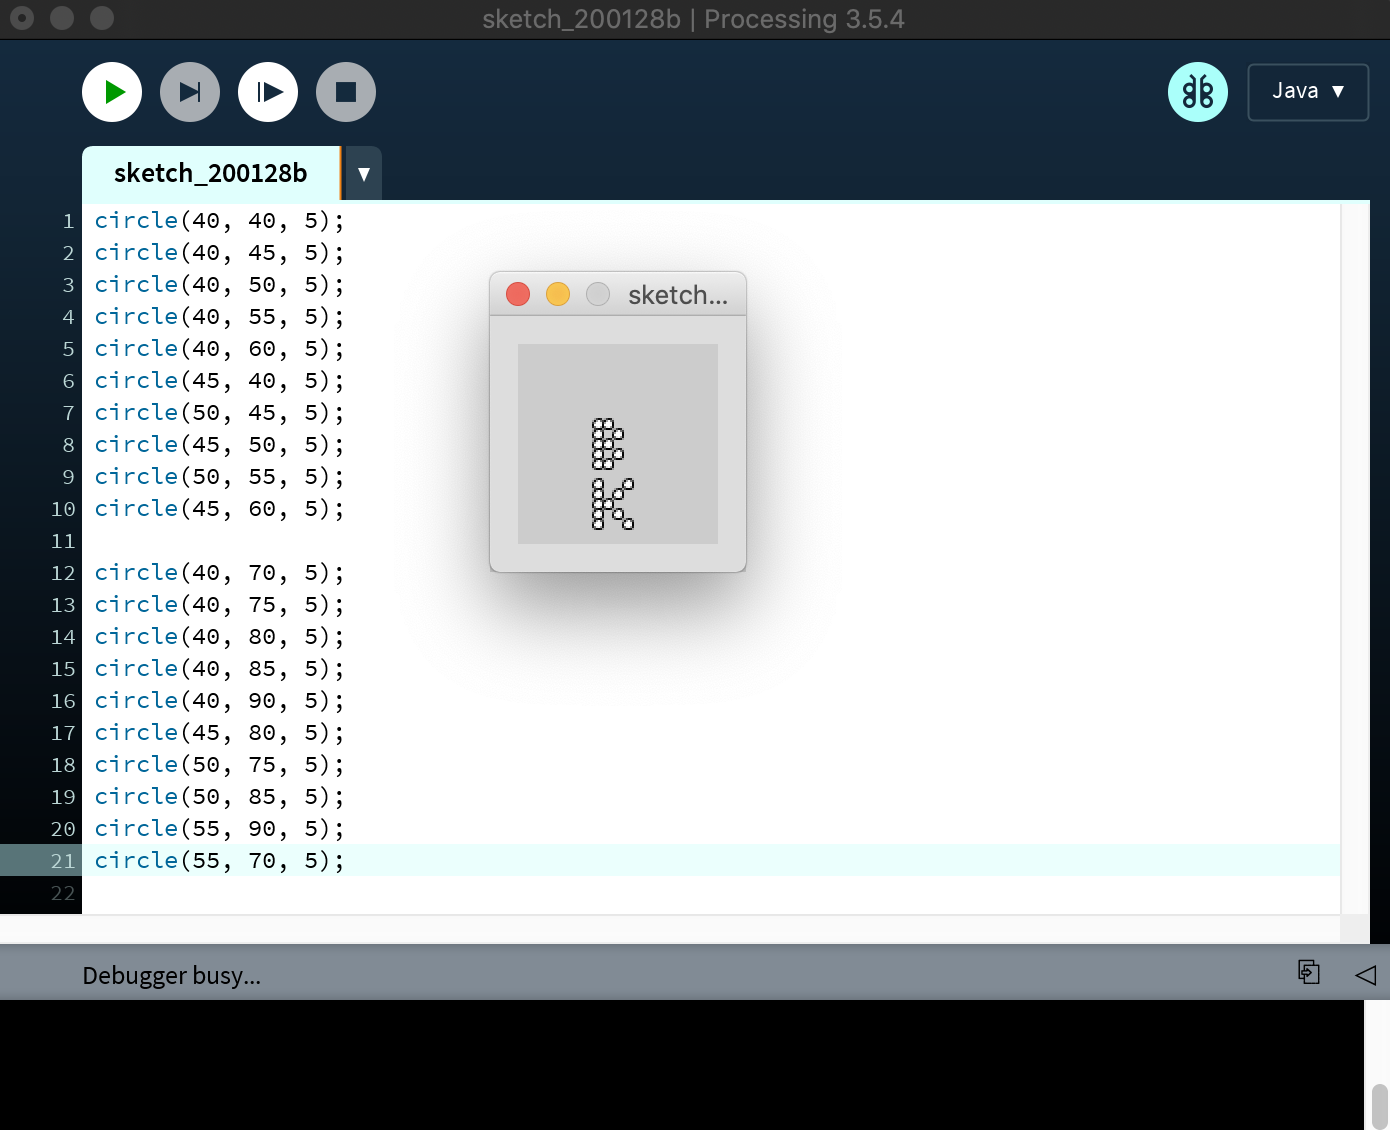 sketch_200128b | Processing 3.5.4
Java ▼
sketch_200128b ▼
1 circle(40, 40, 5);
2 circle(40, 45, 5);
3 circle(40, 50, 5);
4 circle(40, 55, 5);
5 circle(40, 60, 5);
6 circle(45, 40, 5);
7 circle(50, 45, 5);
8 circle(45, 50, 5);
9 circle(50, 55, 5);
10 circle(45, 60, 5);
11
12 circle(40, 70, 5);
13 circle(40, 75, 5);
14 circle(40, 80, 5);
15 circle(40, 85, 5);
16 circle(40, 90, 5);
17 circle(45, 80, 5);
18 circle(50, 75, 5);
19 circle(50, 85, 5);
20 circle(55, 90, 5);
21 circle(55, 70, 5);
22
sketch...
B
K
Debugger busy...